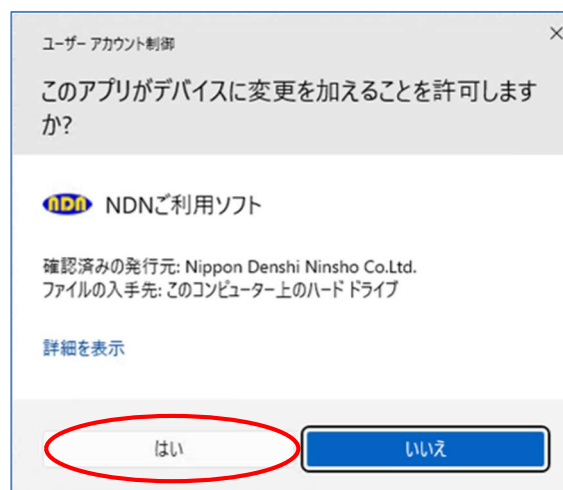 ユーザー アカウント制御
×
このアプリがデバイスに変更を加えることを許可します
か?
NDN NDNご利用ソフト
確認済みの発行元: Nippon Denshi Ninsho Co.Ltd.
ファイルの入手先: このコンピューター上のハード ドライブ
詳細を表示
はい いいえ